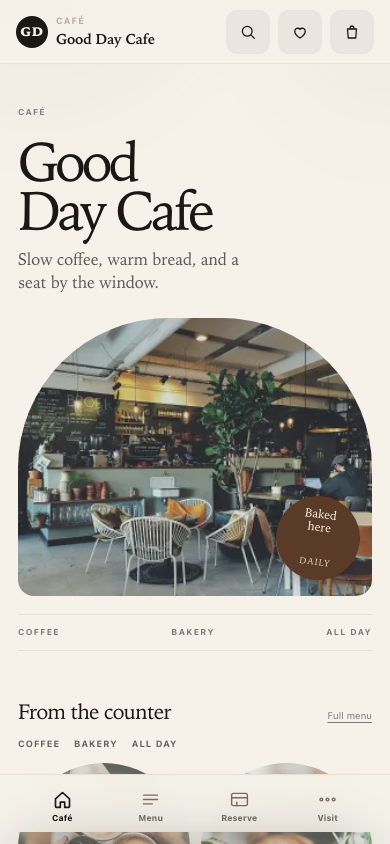 GD
CAFÉ
Good Day Cafe
CAFÉ
Good
Day Cafe
Slow coffee, warm bread, and a
seat by the window.
Baked
here
DAILY
COFFEE BAKERY ALL DAY
From the counter
Full menu
COFFEE BAKERY ALL DAY
Café
Menu
Reserve
Visit